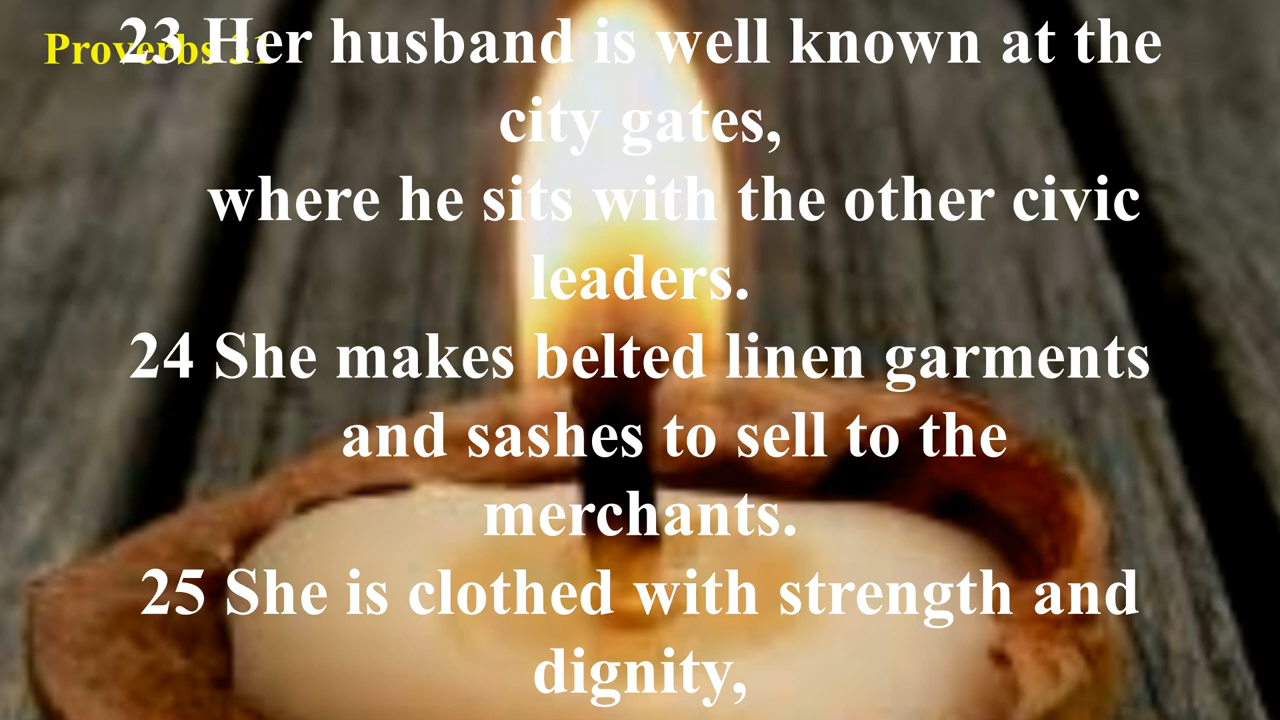 Proverbs 31
23 Her husband is well known at the
city gates,
where he sits with the other civic
leaders.
24 She makes belted linen garments
and sashes to sell to the
merchants.
25 She is clothed with strength and
dignity,